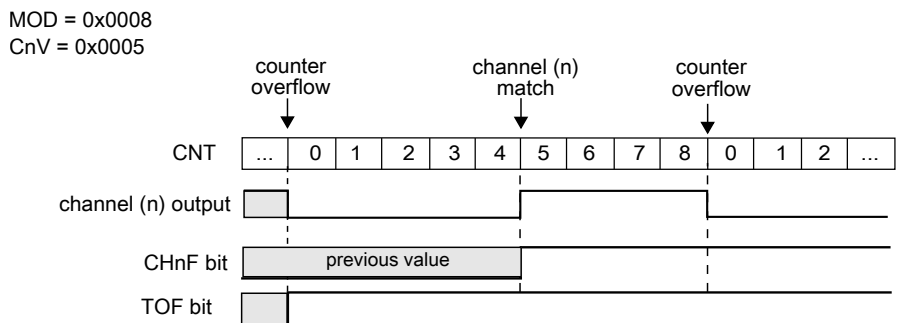 MOD = 0x0008
CnV = 0x0005
counter
overflow
channel (n)
match
counter
overflow
CNT ... 0 1 2 3 4 5 6 7 8 0 1 2 ...
channel (n) output
CHnF bit previous value
TOF bit